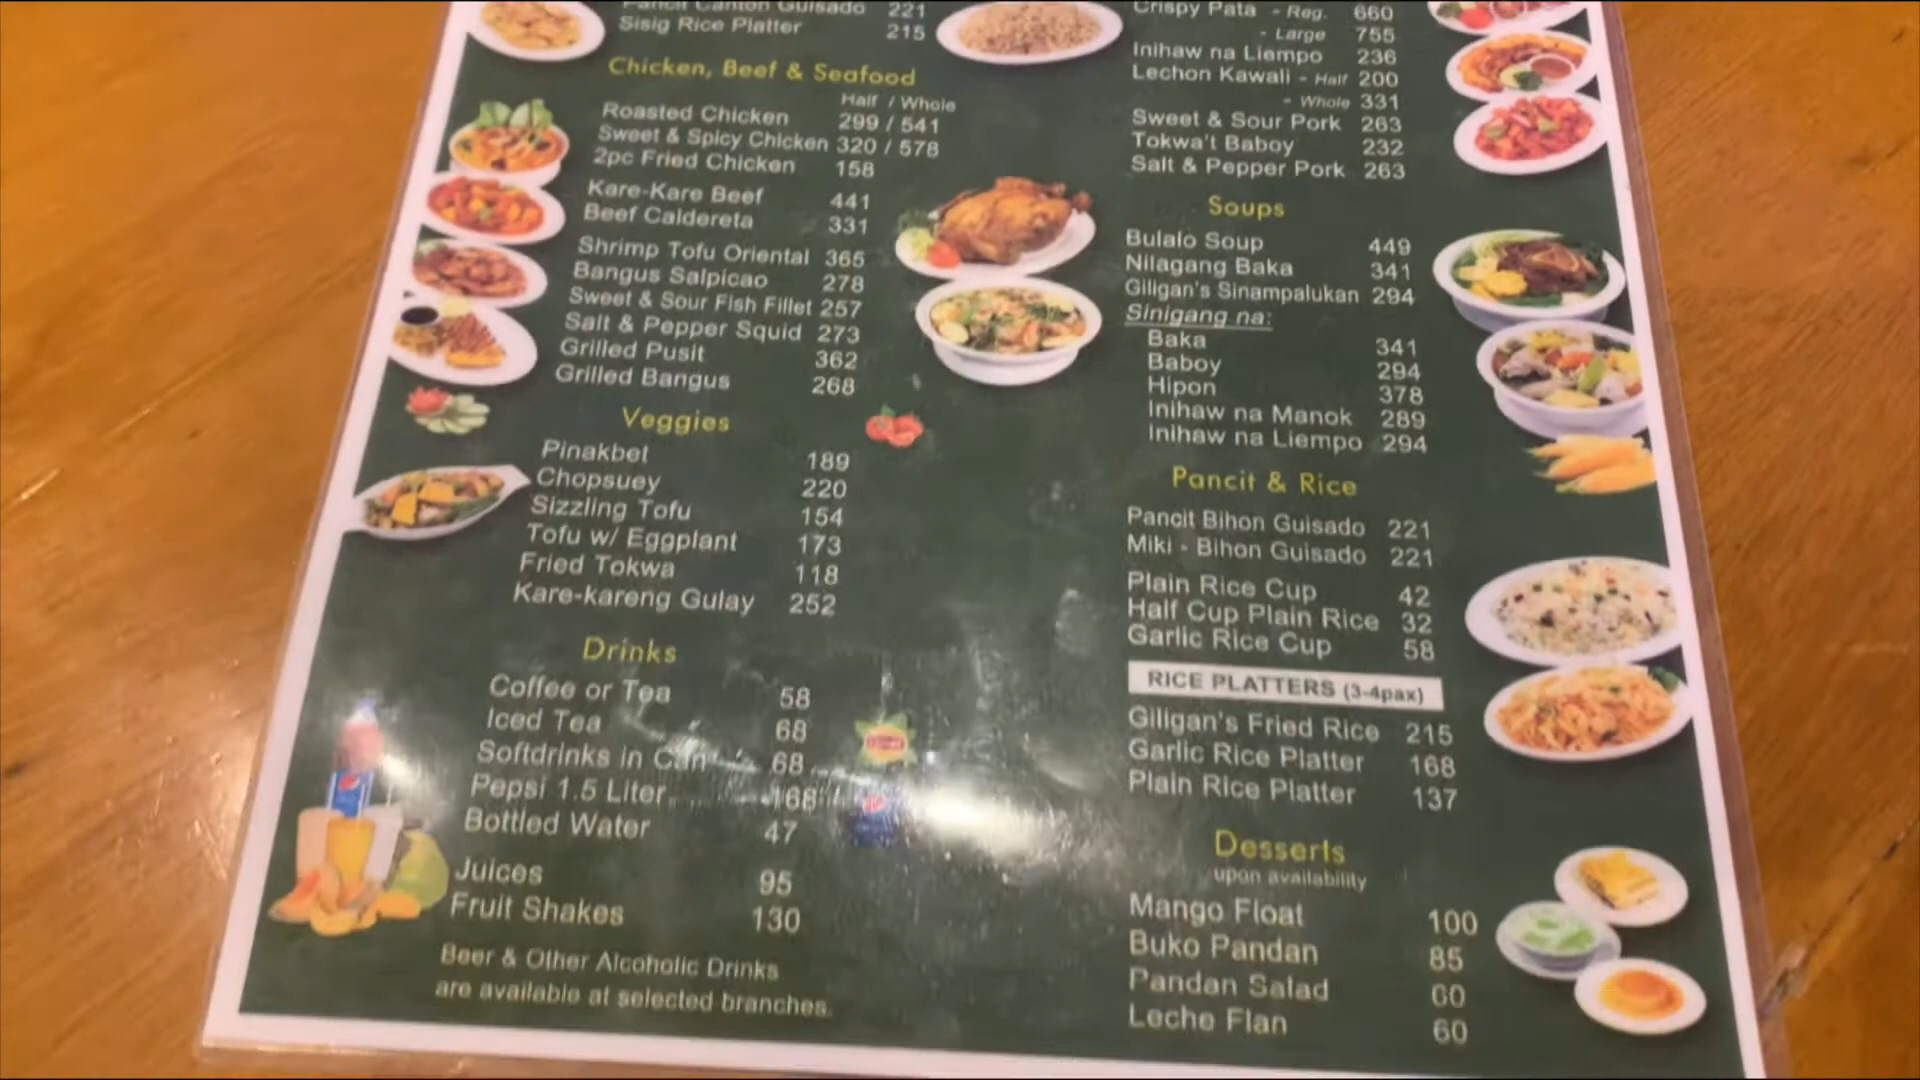 Pancit Canton Guisado 221
Sisig Rice Platter 215
Chicken, Beef & Seafood
Half / Whole
Roasted Chicken 299 / 541
Sweet & Spicy Chicken 320 / 578
2pc Fried Chicken 158
Kare-Kare Beef 441
Beef Caldereta 331
Shrimp Tofu Oriental 365
Bangus Salpicao 278
Sweet & Sour Fish Fillet 257
Salt & Pepper Squid 273
Grilled Pusit 362
Grilled Bangus 268
Veggies
Pinakbet 189
Chopsuey 220
Sizzling Tofu 154
Tofu w/ Eggplant 173
Fried Tokwa 118
Kare-kareng Gulay 252
Drinks
Coffee or Tea 58
Iced Tea 68
Softdrinks in Can 68
Pepsi 1.5 Liter 168
Bottled Water 47
Juices 95
Fruit Shakes 130
Beer & Other Alcoholic Drinks
are available at selected branches.
Crispy Pata - Reg. 660
- Large 755
Inihaw na Liempo 236
Lechon Kawali - Half 200
- Whole 331
Sweet & Sour Pork 263
Tokwa't Baboy 232
Salt & Pepper Pork 263
Soups
Bulalo Soup 449
Nilagang Baka 341
Giligan's Sinampalukan 294
Sinigang na:
Baka 341
Baboy 294
Hipon 378
Inihaw na Manok 289
Inihaw na Liempo 294
Pancit & Rice
Pancit Bihon Guisado 221
Miki - Bihon Guisado 221
Plain Rice Cup 42
Half Cup Plain Rice 32
Garlic Rice Cup 58
RICE PLATTERS (3-4pax)
Giligan's Fried Rice 215
Garlic Rice Platter 168
Plain Rice Platter 137
Desserts
upon availability
Mango Float 100
Buko Pandan 85
Pandan Salad 60
Leche Flan 60